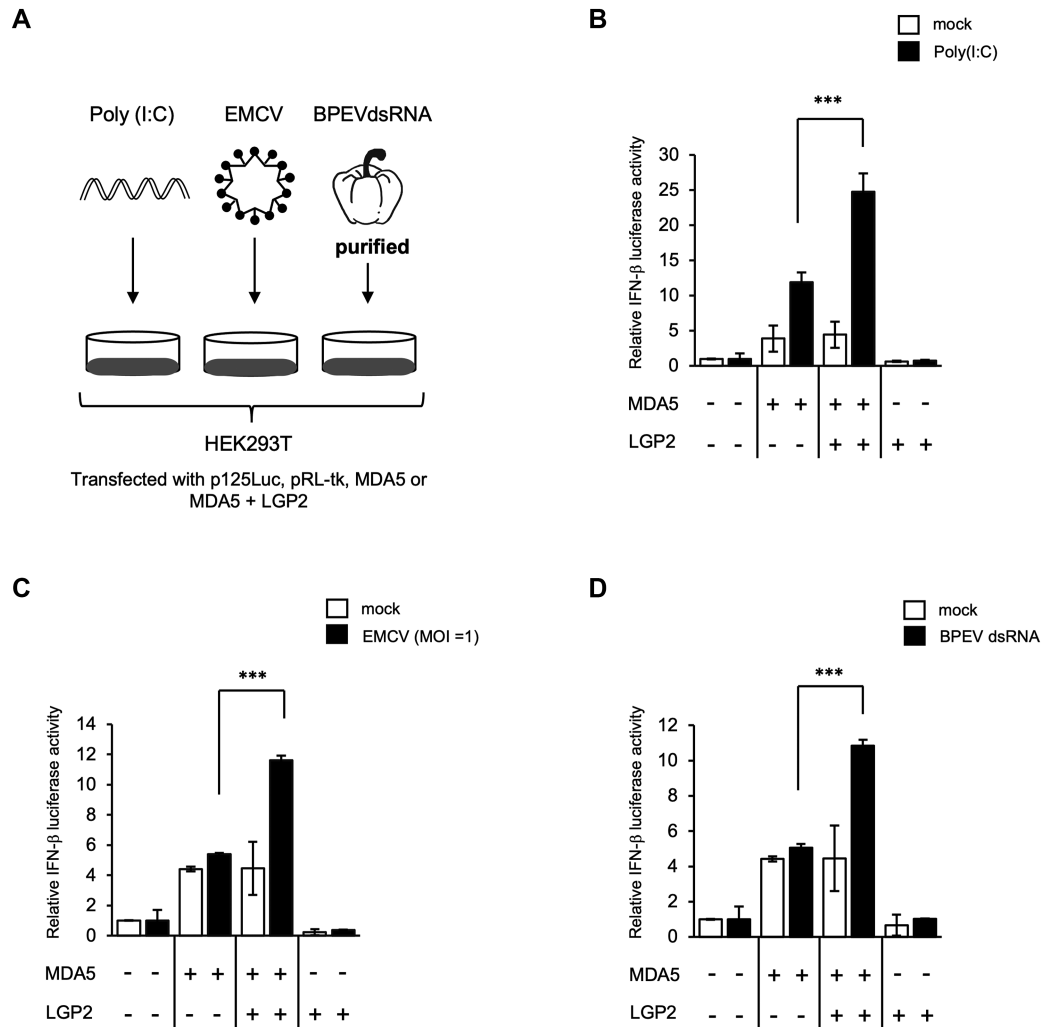 A
Poly (I:C) EMCV BPEVdsRNA
purified
HEK293T
Transfected with p125Luc, pRL-tk, MDA5 or
MDA5 + LGP2
B
mock
Poly(I:C)
***
Relative IFN-β luciferase activity
30
25
20
15
10
5
0
MDA5 - - + + + + - -
LGP2 - - - - + + + +
C
mock
EMCV (MOI =1)
***
Relative IFN-β luciferase activity
14
12
10
8
6
4
2
0
MDA5 - - + + + + - -
LGP2 - - - - + + + +
D
mock
BPEV dsRNA
***
Relative IFN-β luciferase activity
12
10
8
6
4
2
0
MDA5 - - + + + + - -
LGP2 - - - - + + + +